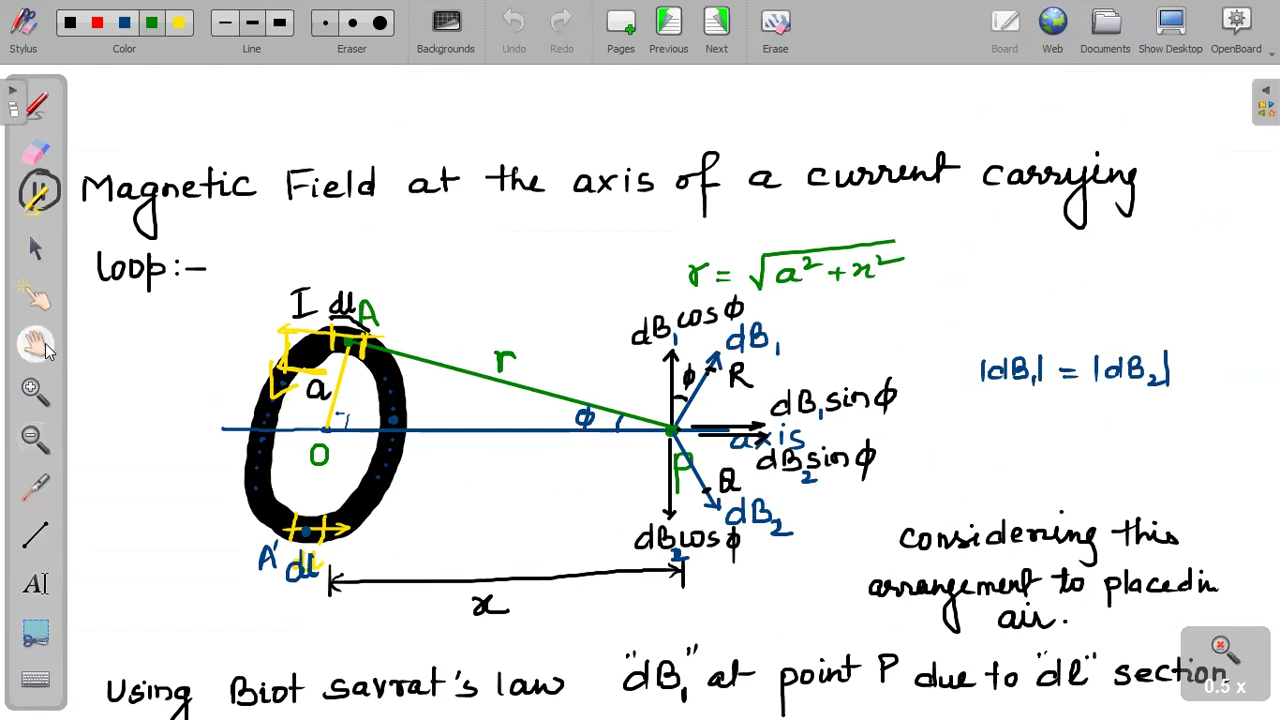 Stylus
Color
Line
Eraser
Backgrounds
Undo
Redo
Pages
Previous
Next
Erase
Board
Web
Documents
Show Desktop
OpenBoard
Magnetic Field at the axis of a current carrying
loop:-
r = √a²+x²
I dl A
dB₁cosϕ
dB₁
r
ϕ
R
|dB₁| = |dB₂|
a
ϕ
dB₁sinϕ
axis
O
P
dB₂sinϕ
Q
dB₂
A' dl
dB₂cosϕ
considering this
arrangement to placed in
air.
x
Using Biot savrat's law "dB₁" at point P due to "dl" section
0.5 x